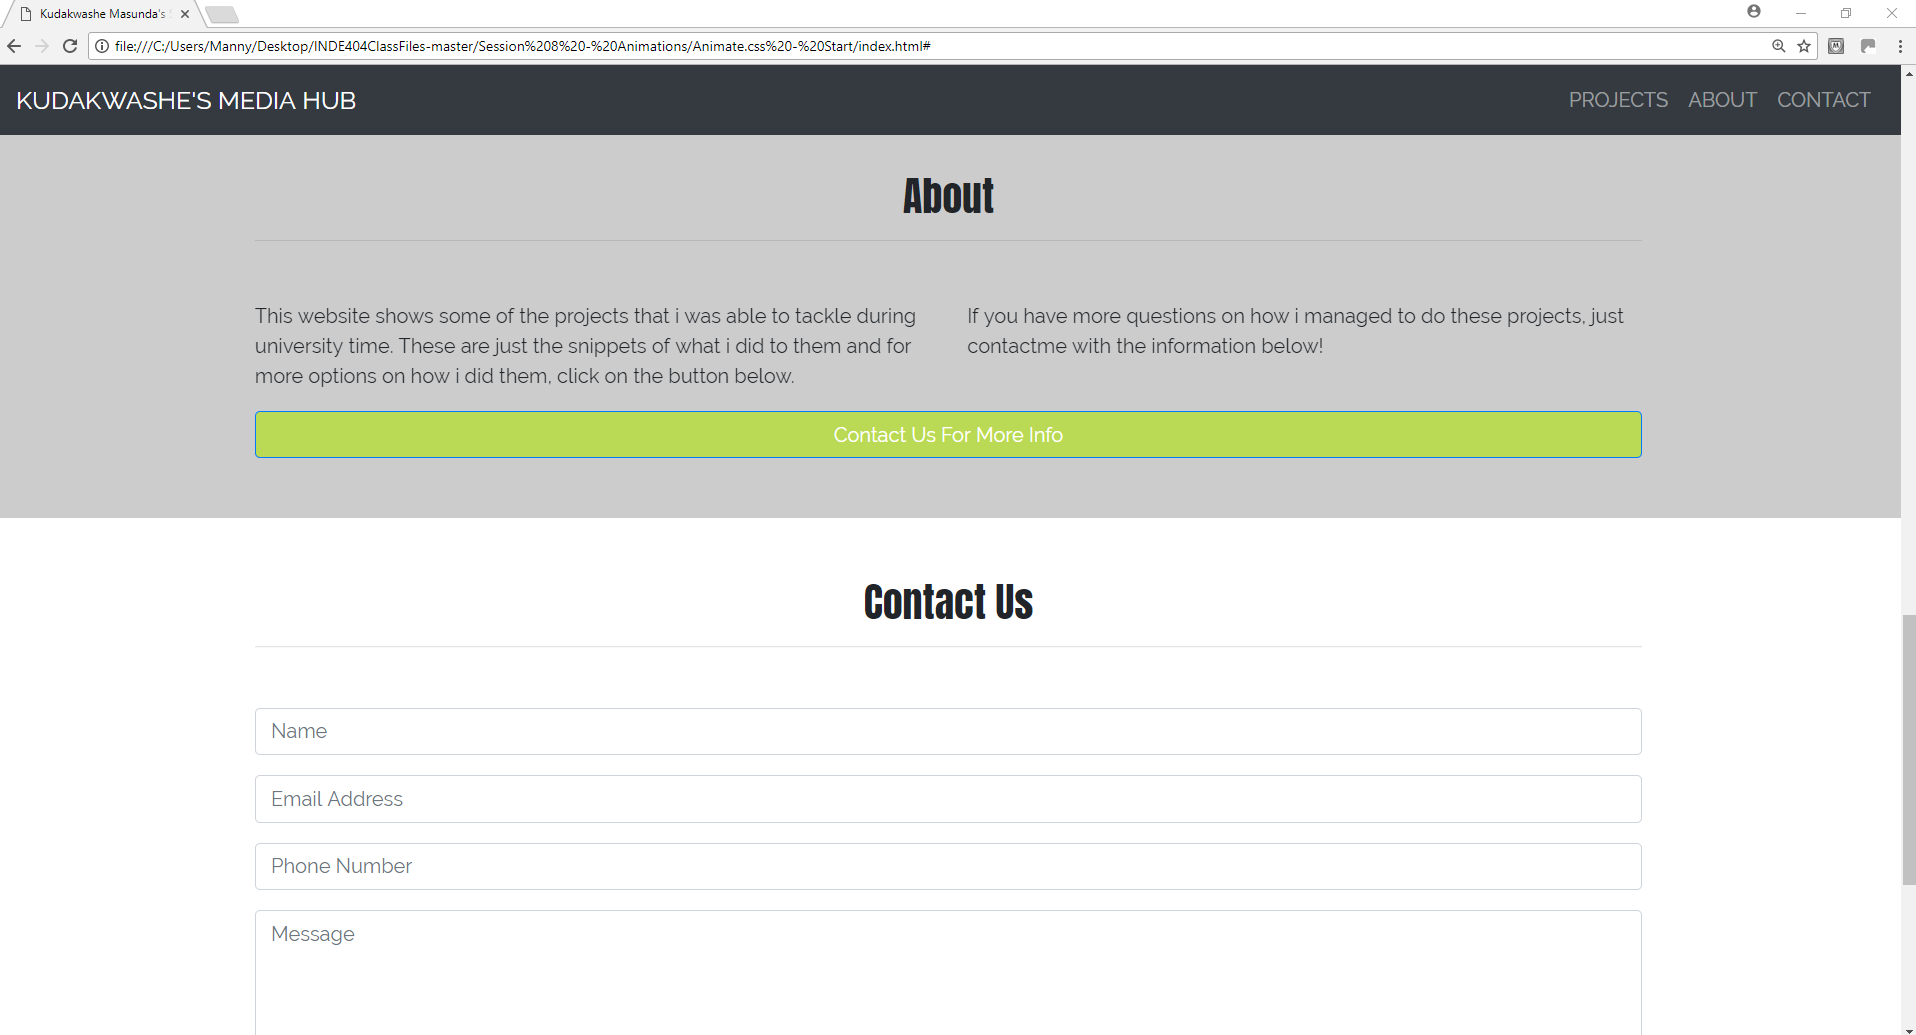 Kudakwashe Masunda's
file:///C:/Users/Manny/Desktop/INDE404ClassFiles-master/Session%208%20-%20Animations/Animate.css%20-%20Start/index.html#
KUDAKWASHE'S MEDIA HUB PROJECTS ABOUT CONTACT
About
This website shows some of the projects that i was able to tackle during
university time. These are just the snippets of what i did to them and for
more options on how i did them, click on the button below.
If you have more questions on how i managed to do these projects, just
contactme with the information below!
Contact Us For More Info
Contact Us
Name
Email Address
Phone Number
Message